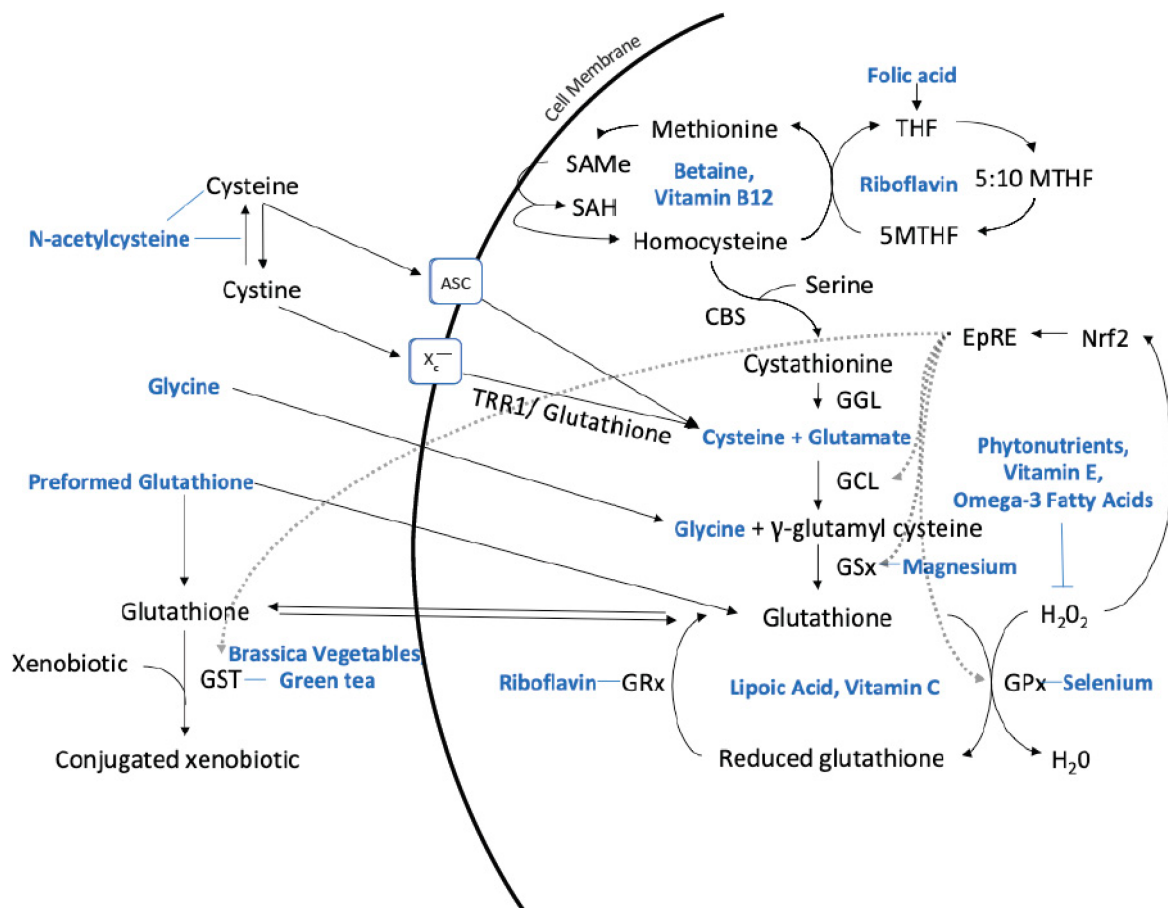 Cell Membrane
Folic acid
THF
Methionine
SAMe
Betaine,
Vitamin B12
Riboflavin
5:10 MTHF
SAH
5MTHF
Homocysteine
Cysteine
N-acetylcysteine
Cystine
ASC
Serine
CBS
X_c^—
EpRE
Nrf2
Cystathionine
Glycine
TRR1/ Glutathione
GGL
Cysteine + Glutamate
Phytonutrients,
Vitamin E,
Omega-3 Fatty Acids
Preformed Glutathione
GCL
Glycine + γ-glutamyl cysteine
GSx
Magnesium
Glutathione
Glutathione
H₂0₂
Xenobiotic
GST
Brassica Vegetables,
Green tea
Riboflavin
GRx
Lipoic Acid, Vitamin C
GPx
Selenium
Conjugated xenobiotic
Reduced glutathione
H₂0